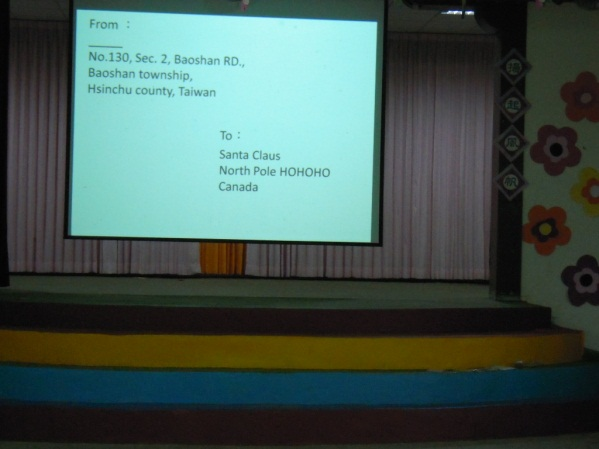 From ：
_____
No.130, Sec. 2, Baoshan RD.,
Baoshan township,
Hsinchu county, Taiwan
To：
Santa Claus
North Pole HOHOHO
Canada